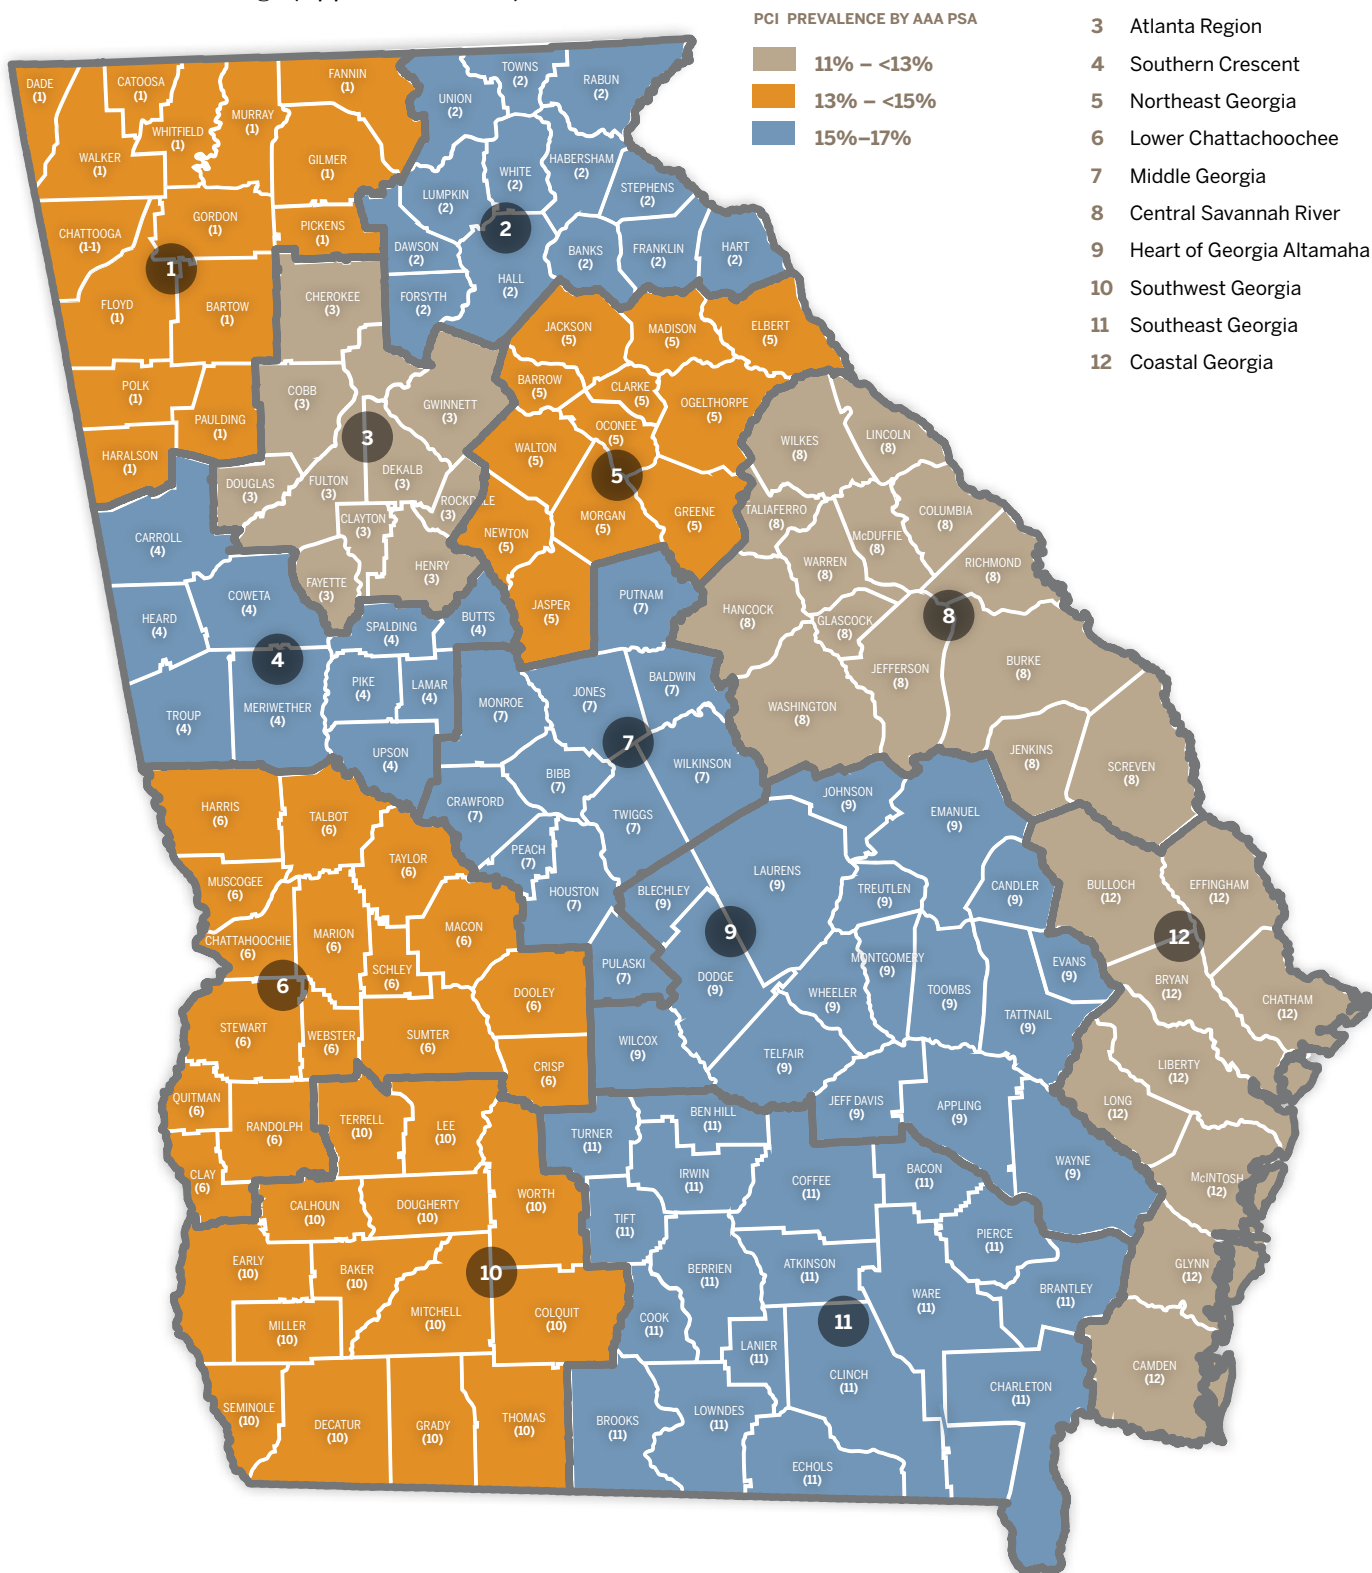 PCI PREVALENCE BY AAA PSA
11% – <13%
13% – <15%
15%–17%
3 Atlanta Region
4 Southern Crescent
5 Northeast Georgia
6 Lower Chattachoochee
7 Middle Georgia
8 Central Savannah River
9 Heart of Georgia Altamaha
10 Southwest Georgia
11 Southeast Georgia
12 Coastal Georgia
DADE
(1)
CATOOSA
(1)
WHITFIELD
(1)
MURRAY
(1)
FANNIN
(1)
WALKER
(1)
GILMER
(1)
CHATTOOGA
(1-1)
GORDON
(1)
PICKENS
(1)
1
FLOYD
(1)
BARTOW
(1)
POLK
(1)
PAULDING
(1)
HARALSON
(1)
UNION
(2)
TOWNS
(2)
RABUN
(2)
LUMPKIN
(2)
WHITE
(2)
HABERSHAM
(2)
STEPHENS
(2)
2
DAWSON
(2)
HALL
(2)
BANKS
(2)
FRANKLIN
(2)
HART
(2)
FORSYTH
(2)
CHEROKEE
(3)
COBB
(3)
GWINNETT
(3)
3
DOUGLAS
(3)
FULTON
(3)
DEKALB
(3)
ROCKDALE
(3)
CLAYTON
(3)
FAYETTE
(3)
HENRY
(3)
JACKSON
(5)
MADISON
(5)
ELBERT
(5)
BARROW
(5)
CLARKE
(5)
OGELTHORPE
(5)
OCONEE
(5)
WALTON
(5)
5
NEWTON
(5)
MORGAN
(5)
GREENE
(5)
JASPER
(5)
CARROLL
(4)
COWETA
(4)
HEARD
(4)
SPALDING
(4)
BUTTS
(4)
4
TROUP
(4)
MERIWETHER
(4)
PIKE
(4)
LAMAR
(4)
UPSON
(4)
WILKES
(8)
LINCOLN
(8)
TALIAFERRO
(8)
McDUFFIE
(8)
COLUMBIA
(8)
WARREN
(8)
RICHMOND
(8)
HANCOCK
(8)
GLASCOCK
(8)
8
JEFFERSON
(8)
BURKE
(8)
WASHINGTON
(8)
JENKINS
(8)
SCREVEN
(8)
PUTNAM
(7)
MONROE
(7)
JONES
(7)
BALDWIN
(7)
7
WILKINSON
(7)
BIBB
(7)
CRAWFORD
(7)
TWIGGS
(7)
PEACH
(7)
HOUSTON
(7)
PULASKI
(7)
HARRIS
(6)
TALBOT
(6)
TAYLOR
(6)
MUSCOGEE
(6)
CHATTAHOOCHIE
(6)
MARION
(6)
MACON
(6)
SCHLEY
(6)
6
DOOLEY
(6)
STEWART
(6)
WEBSTER
(6)
SUMTER
(6)
CRISP
(6)
QUITMAN
(6)
RANDOLPH
(6)
CLAY
(6)
JOHNSON
(9)
EMANUEL
(9)
LAURENS
(9)
TREUTLEN
(9)
CANDLER
(9)
BLECHLEY
(9)
9
DODGE
(9)
MONTGOMERY
(9)
WHEELER
(9)
TOOMBS
(9)
EVANS
(9)
TATTNAIL
(9)
WILCOX
(9)
TELFAIR
(9)
JEFF DAVIS
(9)
APPLING
(9)
WAYNE
(9)
BULLOCH
(12)
EFFINGHAM
(12)
12
BRYAN
(12)
CHATHAM
(12)
LIBERTY
(12)
LONG
(12)
McINTOSH
(12)
GLYNN
(12)
CAMDEN
(12)
TERRELL
(10)
LEE
(10)
CALHOUN
(10)
DOUGHERTY
(10)
WORTH
(10)
EARLY
(10)
BAKER
(10)
10
MITCHELL
(10)
COLQUIT
(10)
MILLER
(10)
SEMINOLE
(10)
DECATUR
(10)
GRADY
(10)
THOMAS
(10)
TURNER
(11)
BEN HILL
(11)
IRWIN
(11)
COFFEE
(11)
BACON
(11)
TIFT
(11)
PIERCE
(11)
BERRIEN
(11)
ATKINSON
(11)
WARE
(11)
BRANTLEY
(11)
COOK
(11)
11
LANIER
(11)
CLINCH
(11)
CHARLETON
(11)
BROOKS
(11)
LOWNDES
(11)
ECHOLS
(11)